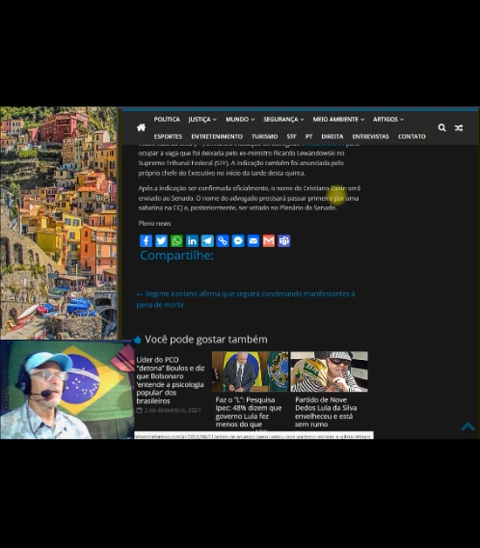 POLÍTICA JUSTIÇA MUNDO SEGURANÇA MEIO AMBIENTE ARTIGOS
ESPORTES ENTRETENIMENTO TURISMO STF PT DIREITA ENTREVISTAS CONTATO
ocupar a vaga que foi deixada pelo ex-ministro Ricardo Lewandowski no
Supremo Tribunal Federal (STF). A indicação também foi anunciada pelo
próprio chefe do Executivo no início da tarde desta quinta.
Após a indicação ser confirmada oficialmente, o nome de Cristiano Zanin será
enviado ao Senado. O nome do advogado precisará passar primeiro por uma
sabatina na CCJ e, posteriormente, ser votado no Plenário do Senado.
Pleno news
Compartilhe:
← Regime iraniano afirma que seguirá condenando manifestantes à
pena de morte
Você pode gostar também
Líder do PCO
"detona" Boulos e diz
que Bolsonaro
'entende a psicologia
popular' dos
brasileiros
2 de dezembro, 2021
Faz o "L": Pesquisa
Ipec: 48% dizem que
governo Lula fez
menos do que
Partido de Nove
Dedos Lula da Silva
envelheceu e está
sem rumo